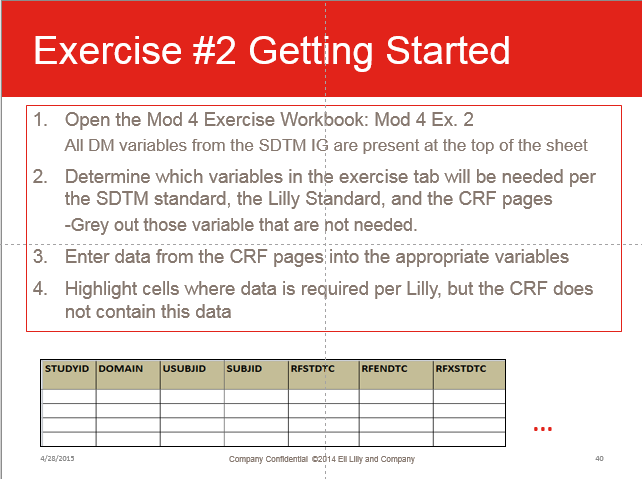 Exercise #2 Getting Started
1. Open the Mod 4 Exercise Workbook: Mod 4 Ex. 2
All DM variables from the SDTM IG are present at the top of the sheet
2. Determine which variables in the exercise tab will be needed per
the SDTM standard, the Lilly Standard, and the CRF pages
-Grey out those variable that are not needed.
3. Enter data from the CRF pages into the appropriate variables
4. Highlight cells where data is required per Lilly, but the CRF does
not contain this data
STUDYID DOMAIN USUBJID SUBJID RFSTDTC RFENDTC RFXSTDTC
...
4/28/2015 Company Confidential ©2014 Eli Lilly and Company 40